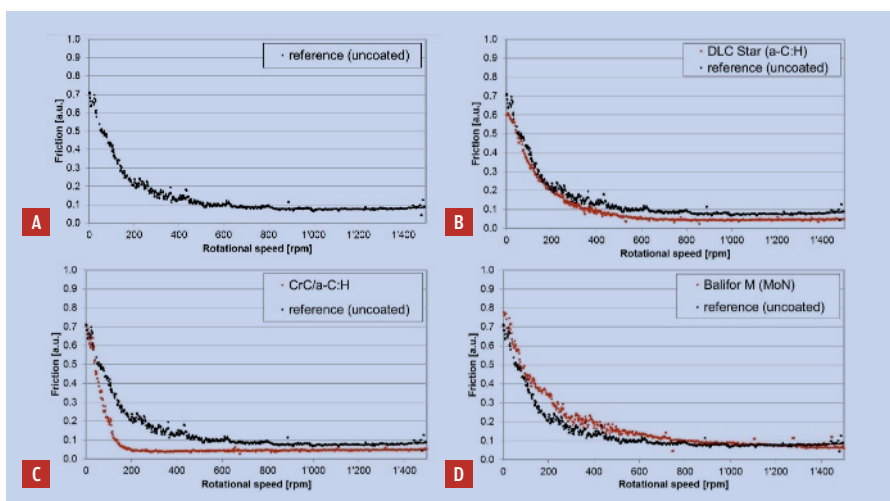 1.0
0.9
0.8
0.7
0.6
0.5
0.4
0.3
0.2
0.1
0.0
Friction [a.u.]
reference (uncoated)
A
0 200 400 600 800 1'000 1'200 1'400
Rotational speed [rpm]
1.0
0.9
0.8
0.7
0.6
0.5
0.4
0.3
0.2
0.1
0.0
Friction [a.u.]
DLC Star (a-C:H)
reference (uncoated)
B
0 200 400 600 800 1'000 1'200 1'400
Rotational speed [rpm]
1.0
0.9
0.8
0.7
0.6
0.5
0.4
0.3
0.2
0.1
0.0
Friction [a.u.]
CrC/a-C:H
reference (uncoated)
C
0 200 400 600 800 1'000 1'200 1'400
Rotational speed [rpm]
1.0
0.9
0.8
0.7
0.6
0.5
0.4
0.3
0.2
0.1
0.0
Friction [a.u.]
Balifor M (MoN)
reference (uncoated)
D
0 200 400 600 800 1'000 1'200 1'400
Rotational speed [rpm]